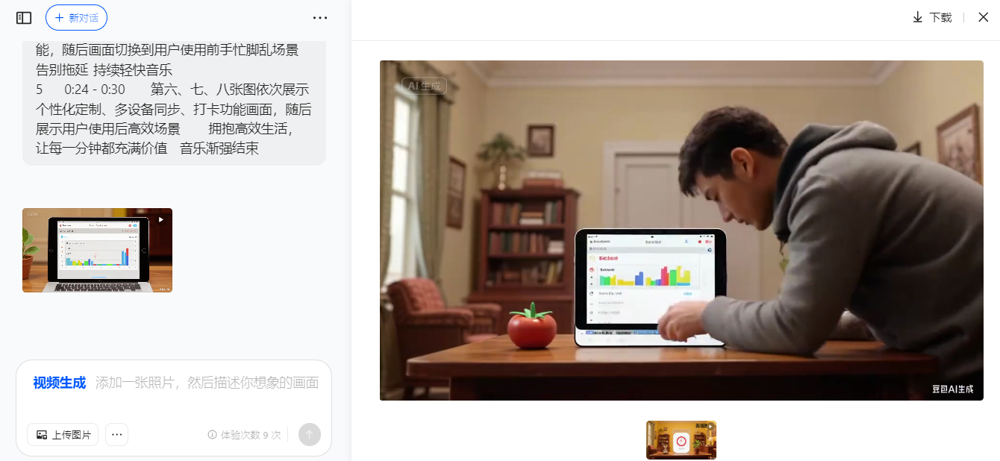 新对话
下载
能，随后画面切换到用户使用前手忙脚乱场景
告别拖延 持续轻快音乐
5 0:24 - 0:30 第六、七、八张图依次展示
个性化定制、多设备同步、打卡功能画面，随后
展示用户使用后高效场景 拥抱高效生活，
让每一分钟都充满价值 音乐渐强结束
视频生成 添加一张照片，然后描述你想象的画面
上传图片
体验次数 9 次
AI 生成
豆包AI生成